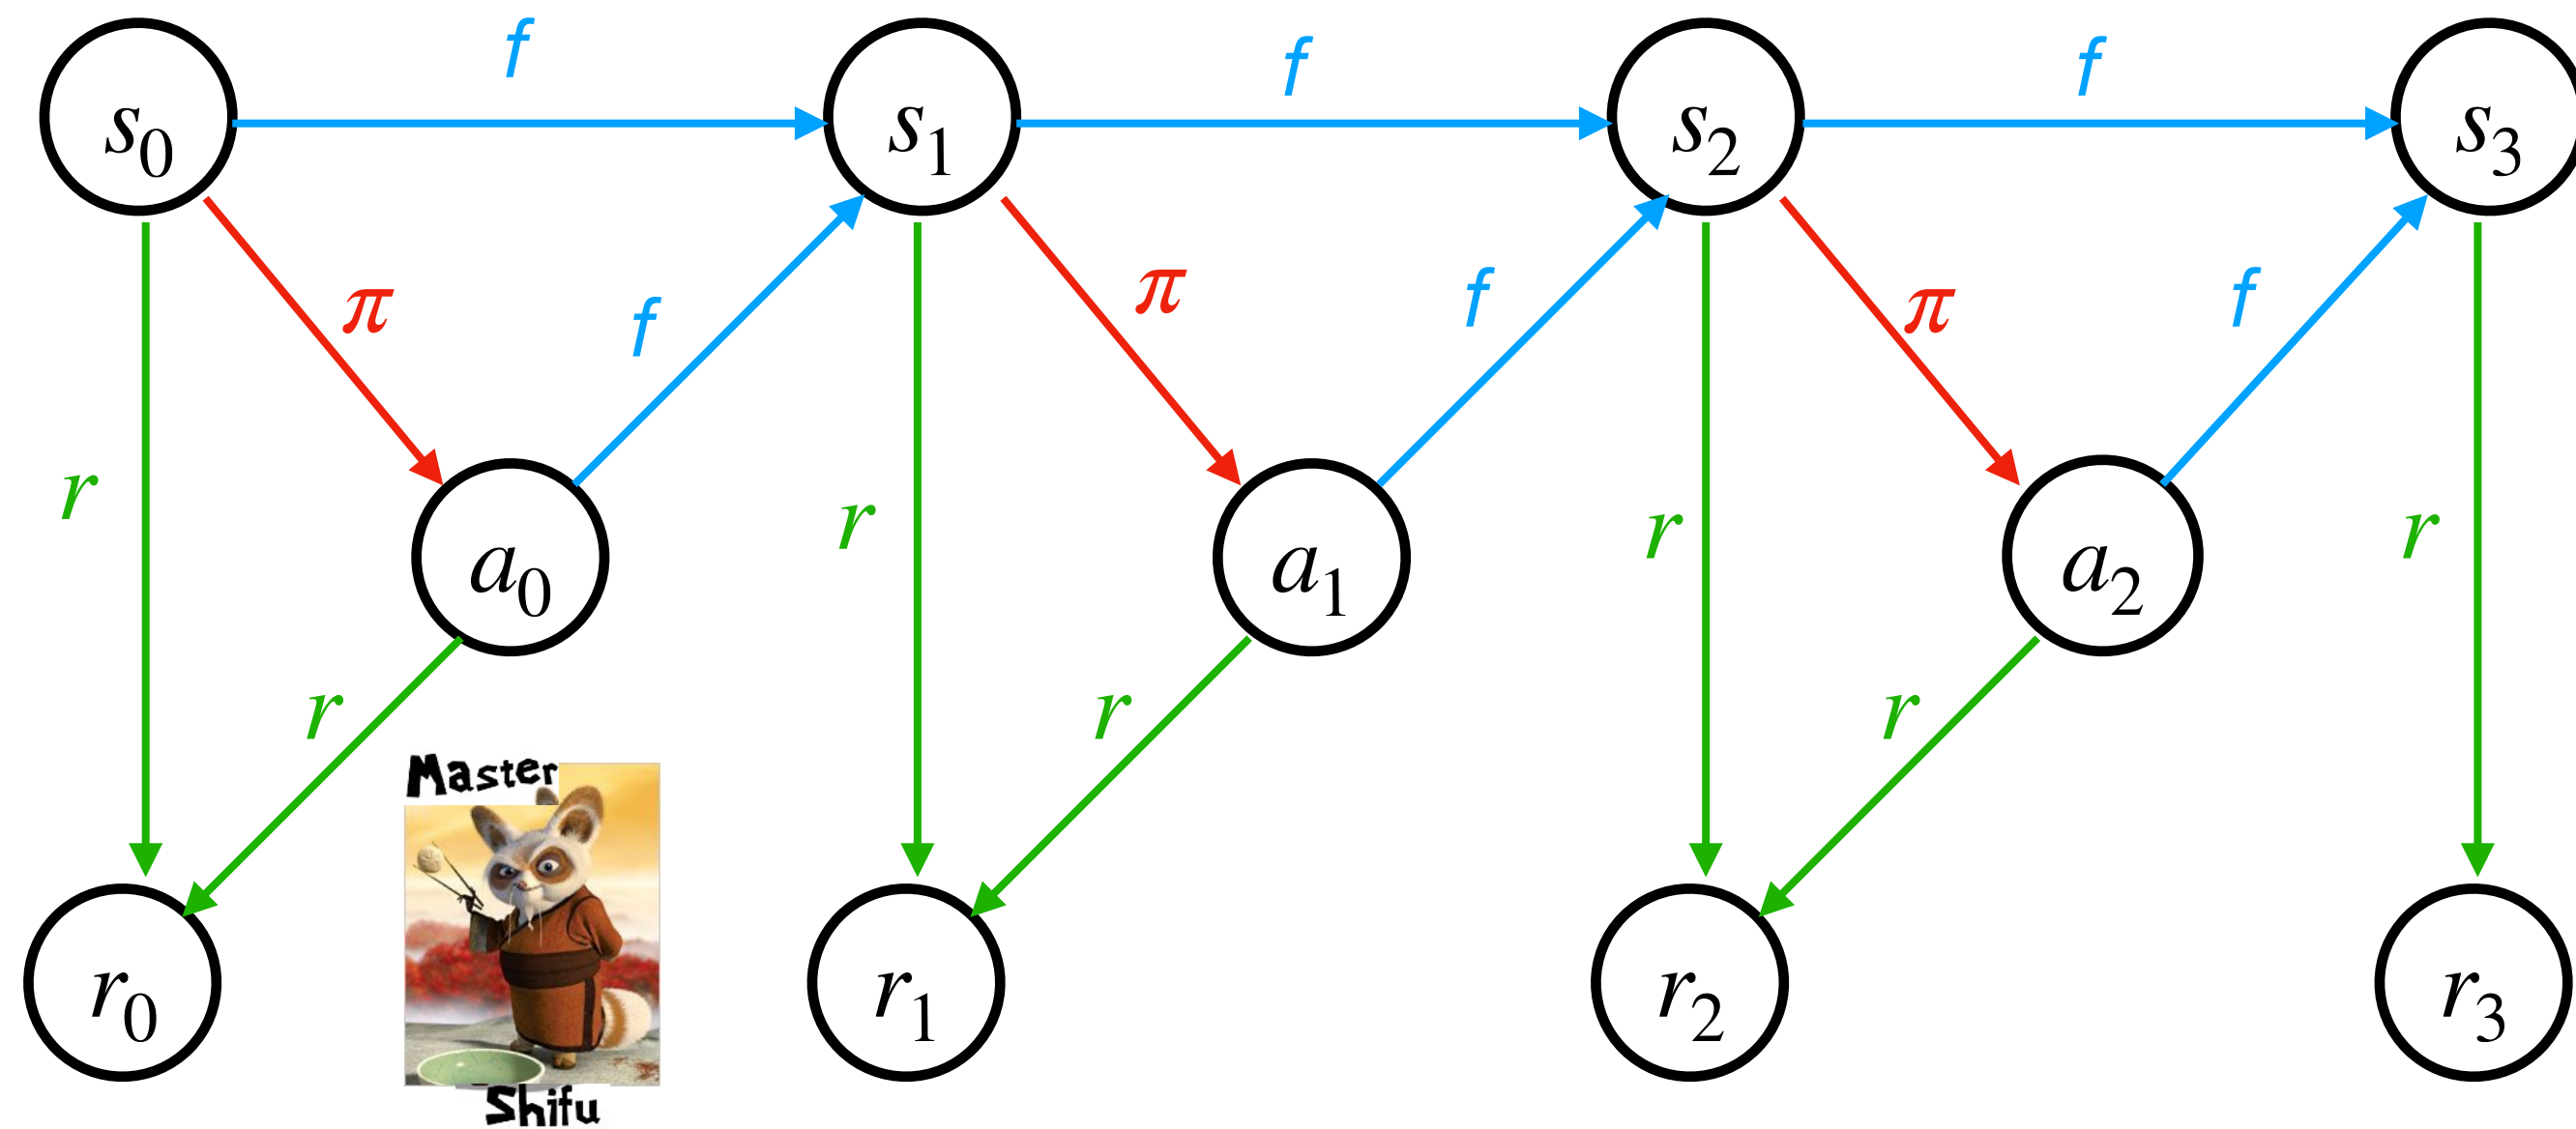 f f f
s₀ s₁ s₂ s₃
π f π f π f
r r r r
a₀ a₁ a₂
r r r
Master
r₀ r₁ r₂ r₃
Shifu